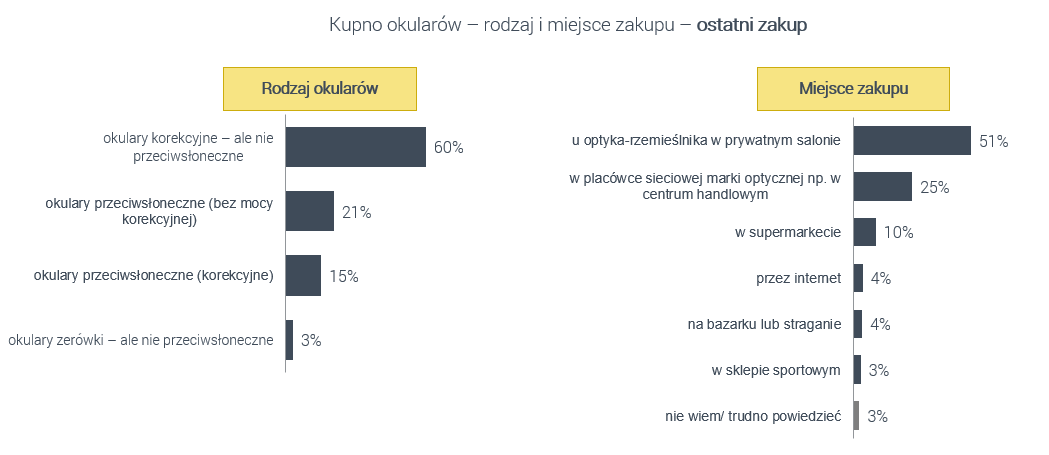 Kupno okularów – rodzaj i miejsce zakupu – ostatni zakup
Rodzaj okularów
okulary korekcyjne – ale nie
przeciwsłoneczne
60%
okulary przeciwsłoneczne (bez mocy
korekcyjnej)
21%
okulary przeciwsłoneczne (korekcyjne)
15%
okulary zerówki – ale nie przeciwsłoneczne
3%
Miejsce zakupu
u optyka-rzemieślnika w prywatnym salonie
51%
w placówce sieciowej marki optycznej np. w
centrum handlowym
25%
w supermarkecie
10%
przez internet
4%
na bazarku lub straganie
4%
w sklepie sportowym
3%
nie wiem/ trudno powiedzieć
3%